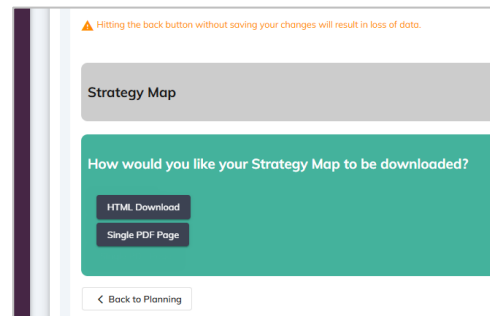 Hitting the back button without saving your changes will result in loss of data.
Strategy Map
How would you like your Strategy Map to be downloaded?
HTML Download
Single PDF Page
Back to Planning